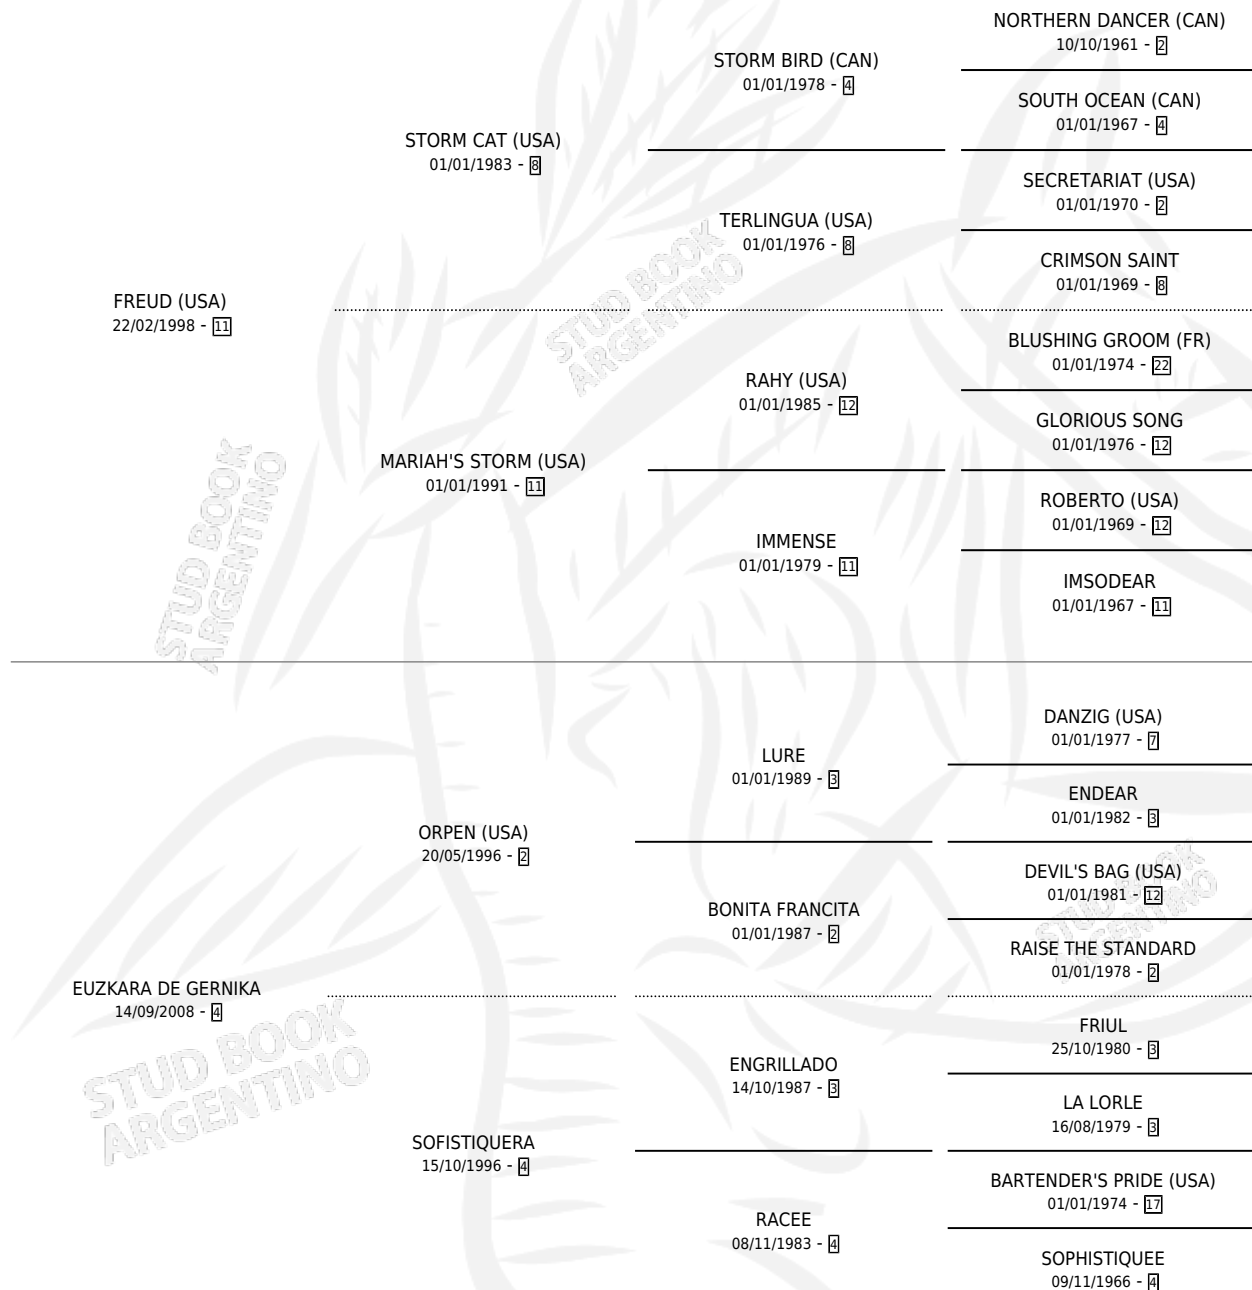 NORTHERN DANCER (CAN)
10/10/1961 - 2
STORM BIRD (CAN)
01/01/1978 - 4
SOUTH OCEAN (CAN)
01/01/1967 - 4
STORM CAT (USA)
01/01/1983 - 8
SECRETARIAT (USA)
01/01/1970 - 2
TERLINGUA (USA)
01/01/1976 - 8
CRIMSON SAINT
01/01/1969 - 8
FREUD (USA)
22/02/1998 - 11
BLUSHING GROOM (FR)
01/01/1974 - 22
RAHY (USA)
01/01/1985 - 12
GLORIOUS SONG
01/01/1976 - 12
MARIAH'S STORM (USA)
01/01/1991 - 11
ROBERTO (USA)
01/01/1969 - 12
IMMENSE
01/01/1979 - 11
IMSODEAR
01/01/1967 - 11
DANZIG (USA)
01/01/1977 - 7
LURE
01/01/1989 - 3
ENDEAR
01/01/1982 - 3
ORPEN (USA)
20/05/1996 - 2
DEVIL'S BAG (USA)
01/01/1981 - 12
BONITA FRANCITA
01/01/1987 - 2
RAISE THE STANDARD
01/01/1978 - 2
EUZKARA DE GERNIKA
14/09/2008 - 4
FRIUL
25/10/1980 - 3
ENGRILLADO
14/10/1987 - 3
LA LORLE
16/08/1979 - 3
SOFISTIQUERA
15/10/1996 - 4
BARTENDER'S PRIDE (USA)
01/01/1974 - 17
RACEE
08/11/1983 - 4
SOPHISTIQUEE
09/11/1966 - 4
STUD BOOK
ARGENTINO
STUD BOOK
ARGENTINO
STUD BOOK
ARGENTINO
STUD BOOK
ARGENTINO